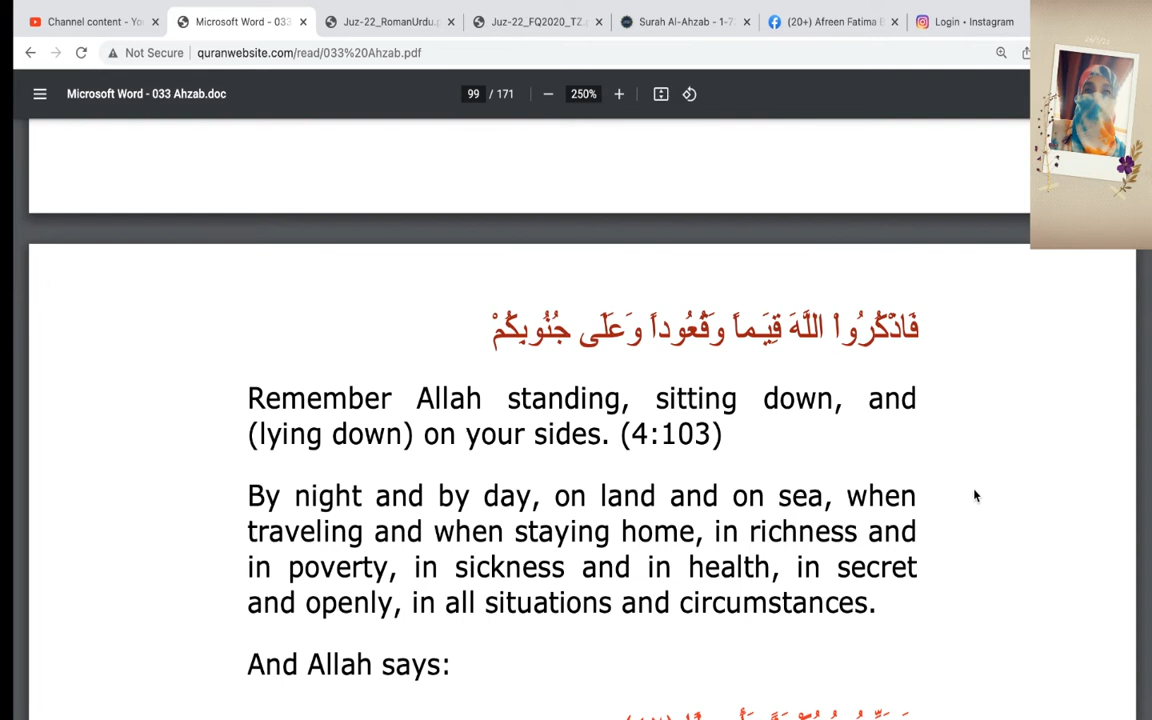 Channel content - Yo
Microsoft Word - 033
Juz-22_RomanUrdu.p
Juz-22_FQ2020_TZ.
Surah Al-Ahzab - 1-7
(20+) Afreen Fatima
Login • Instagram
Not Secure
quranwebsite.com/read/033%20Ahzab.pdf
Microsoft Word - 033 Ahzab.doc
99 / 171
250%
فَاذْكُرُواْ اللَّهَ قِيَـماً وَقُعُوداً وَعَلَى جُنُوبِكُمْ
Remember Allah standing, sitting down, and
(lying down) on your sides. (4:103)
By night and by day, on land and on sea, when
traveling and when staying home, in richness and
in poverty, in sickness and in health, in secret
and openly, in all situations and circumstances.
And Allah says: